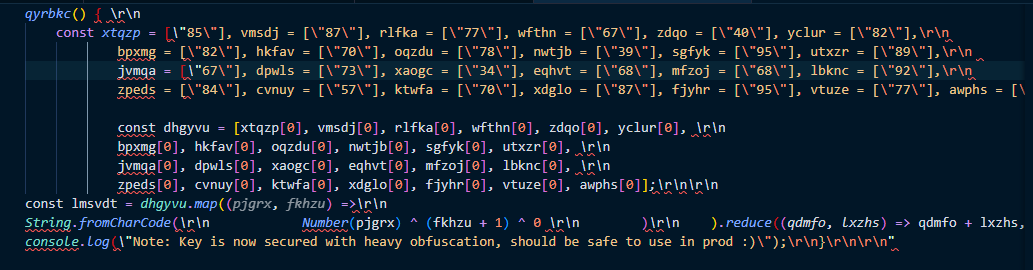 qyrbkc() { \r\n
const xtqzp = [\"85\"], vmsdj = [\"87\"], rlfka = [\"77\"], wfthn = [\"67\"], zdqo = [\"40\"], yclur = [\"82\"],\r\n
bpxmg = [\"82\"], hkfav = [\"70\"], oqzdu = [\"78\"], nwtjb = [\"39\"], sgfyk = [\"95\"], utxzr = [\"89\"],\r\n
jvmqa = [\"67\"], dpwls = [\"73\"], xaogc = [\"34\"], eqhvt = [\"68\"], mfzoj = [\"68\"], lbknc = [\"92\"],\r\n
zpeds = [\"84\"], cvnuy = [\"57\"], ktwfa = [\"70\"], xdglo = [\"87\"], fjyhr = [\"95\"], vtuze = [\"77\"], awphs = [\
const dhgyvu = [xtqzp[0], vmsdj[0], rlfka[0], wfthn[0], zdqo[0], yclur[0], \r\n
bpxmg[0], hkfav[0], oqzdu[0], nwtjb[0], sgfyk[0], utxzr[0], \r\n
jvmqa[0], dpwls[0], xaogc[0], eqhvt[0], mfzoj[0], lbknc[0], \r\n
zpeds[0], cvnuy[0], ktwfa[0], xdglo[0], fjyhr[0], vtuze[0], awphs[0]];\r\n\r\n
const lmsvdt = dhgyvu.map((pjgrx, fkhzu) =>\r\n
String.fromCharCode(\r\n Number(pjgrx) ^ (fkhzu + 1) ^ 0 \r\n )\r\n ).reduce((qdmfo, lxzhs) => qdmfo + lxzhs,
console.log(\"Note: Key is now secured with heavy obfuscation, should be safe to use in prod :)\");\r\n}\r\n\r\n"